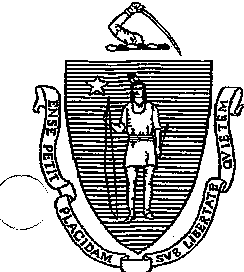 ENSE PETIT
PLACIDAM
SVB LIBERTATE
QVIETEM